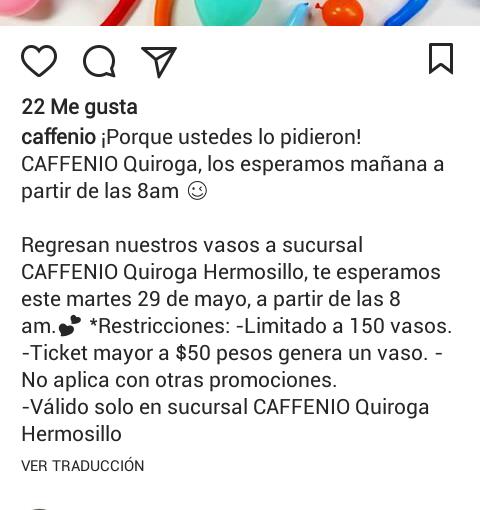 22 Me gusta
caffenio ¡Porque ustedes lo pidieron!
CAFFENIO Quiroga, los esperamos mañana a
partir de las 8am 😉
Regresan nuestros vasos a sucursal
CAFFENIO Quiroga Hermosillo, te esperamos
este martes 29 de mayo, a partir de las 8
am.💕 *Restricciones: -Limitado a 150 vasos.
-Ticket mayor a $50 pesos genera un vaso. -
No aplica con otras promociones.
-Válido solo en sucursal CAFFENIO Quiroga
Hermosillo
VER TRADUCCIÓN